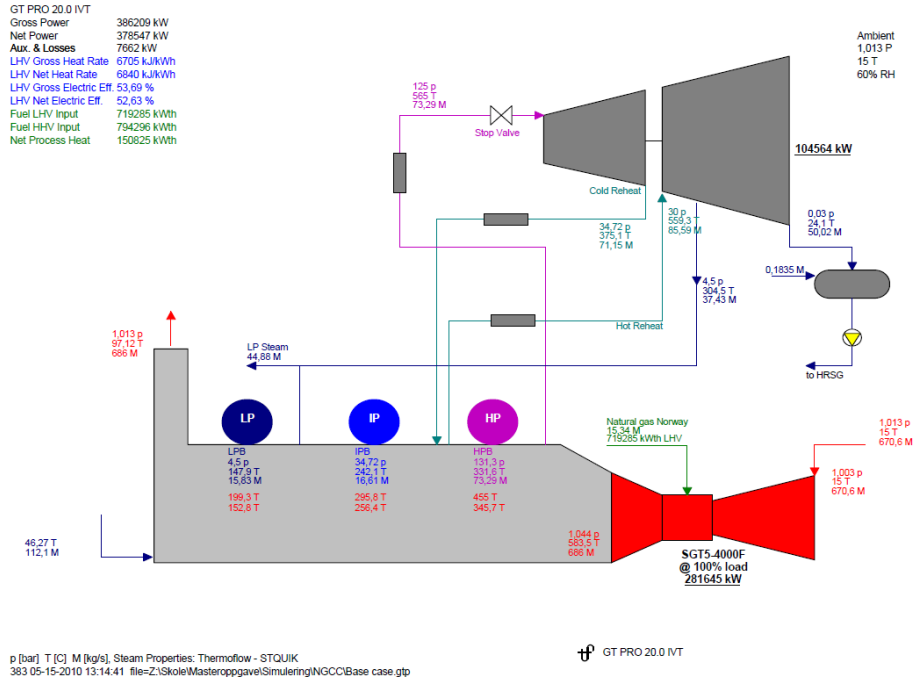 GT PRO 20.0 IVT
Gross Power 386209 kW
Net Power 378547 kW
Aux. & Losses 7662 kW
LHV Gross Heat Rate 6705 kJ/kWh
LHV Net Heat Rate 6840 kJ/kWh
LHV Gross Electric Eff. 53,69 %
LHV Net Electric Eff. 52,63 %
Fuel LHV Input 719285 kWth
Fuel HHV Input 794296 kWth
Net Process Heat 150825 kWth
Ambient
1,013 P
15 T
60% RH
125 p
565 T
73,29 M
Stop Valve
104564 kW
Cold Reheat
34,72 p
375,1 T
71,15 M
30 p
559,3 T
85,59 M
0,03 p
24,1 T
50,02 M
0,1835 M
4,5 p
304,5 T
37,43 M
Hot Reheat
to HRSG
1,013 p
97,12 T
686 M
LP Steam
44,88 M
LP
IP
HP
LPB
4,5 p
147,9 T
15,83 M
199,3 T
152,8 T
IPB
34,72 p
242,1 T
16,61 M
295,8 T
256,4 T
HPB
131,3 p
331,6 T
73,29 M
455 T
345,7 T
Natural gas Norway
15,34 M
719285 kWth LHV
1,013 p
15 T
670,6 M
1,003 p
15 T
670,6 M
1,044 p
583,5 T
686 M
SGT5-4000F
@ 100% load
281645 kW
46,27 T
112,1 M
p [bar] T [C] M [kg/s], Steam Properties: Thermoflow - STQUIK
383 05-15-2010 13:14:41 file=Z:\Skole\Masteroppgave\Simulering\NGCC\Base case.gtp
GT PRO 20.0 IVT